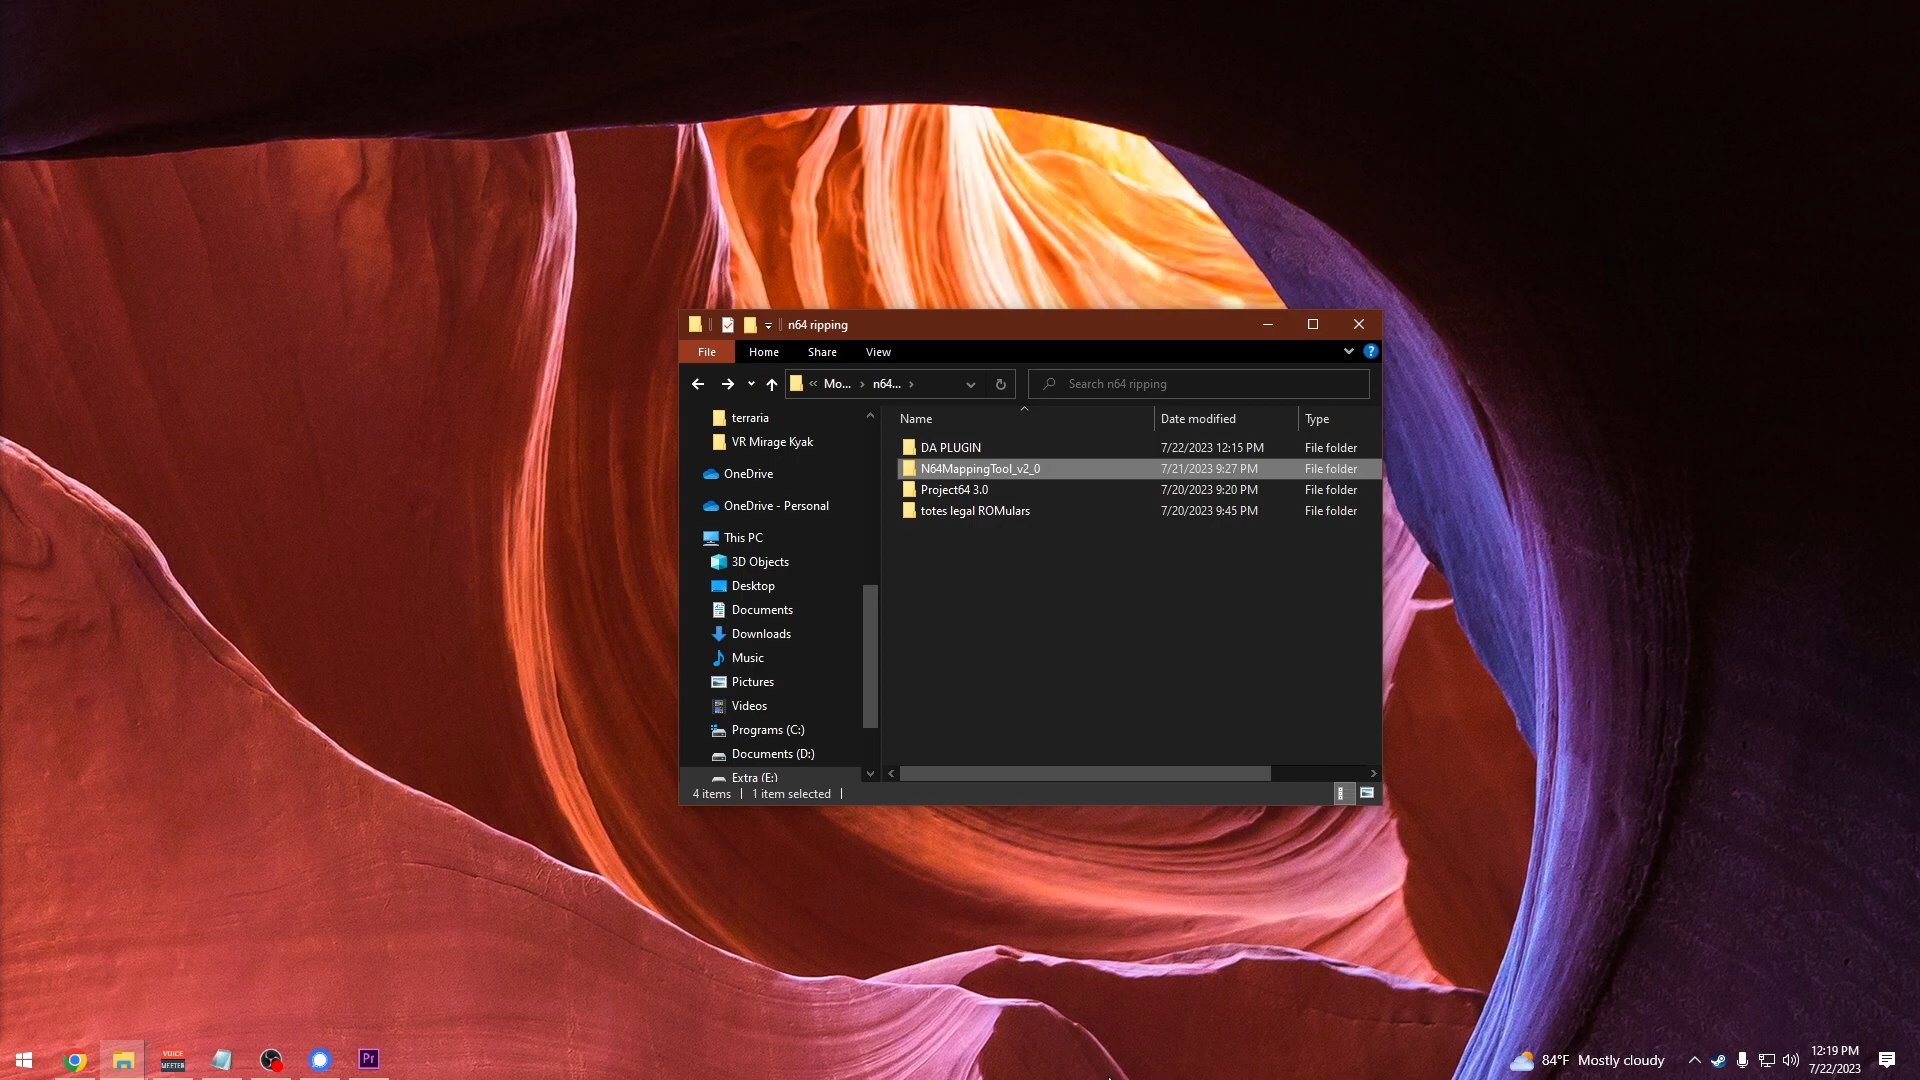 n64 ripping
File Home Share View
Mo... n64... Search n64 ripping
terraria
VR Mirage Kyak
OneDrive
OneDrive - Personal
This PC
3D Objects
Desktop
Documents
Downloads
Music
Pictures
Videos
Programs (C:)
Documents (D:)
Extra (E:)
Name Date modified Type
DA PLUGIN 7/22/2023 12:15 PM File folder
N64MappingTool_v2_0 7/21/2023 9:27 PM File folder
Project64 3.0 7/20/2023 9:20 PM File folder
totes legal ROMulars 7/20/2023 9:45 PM File folder
4 items 1 item selected
VOICE
MEETER
Pr
84°F Mostly cloudy
12:19 PM
7/22/2023